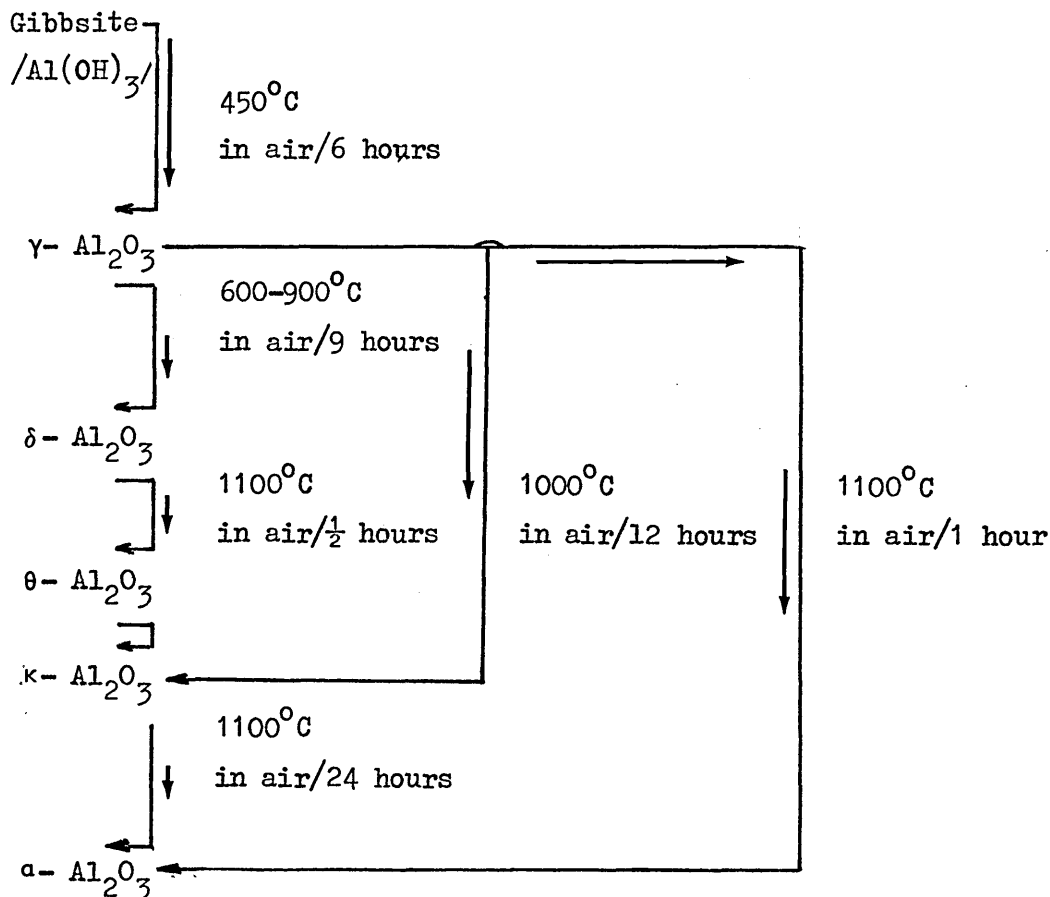 Gibbsite
/Al(OH)₃/
450°C
in air/6 hours
γ- Al₂O₃
600-900°C
in air/9 hours
δ- Al₂O₃
1100°C
in air/½ hours
1000°C
in air/12 hours
1100°C
in air/1 hour
θ- Al₂O₃
κ- Al₂O₃
1100°C
in air/24 hours
α- Al₂O₃